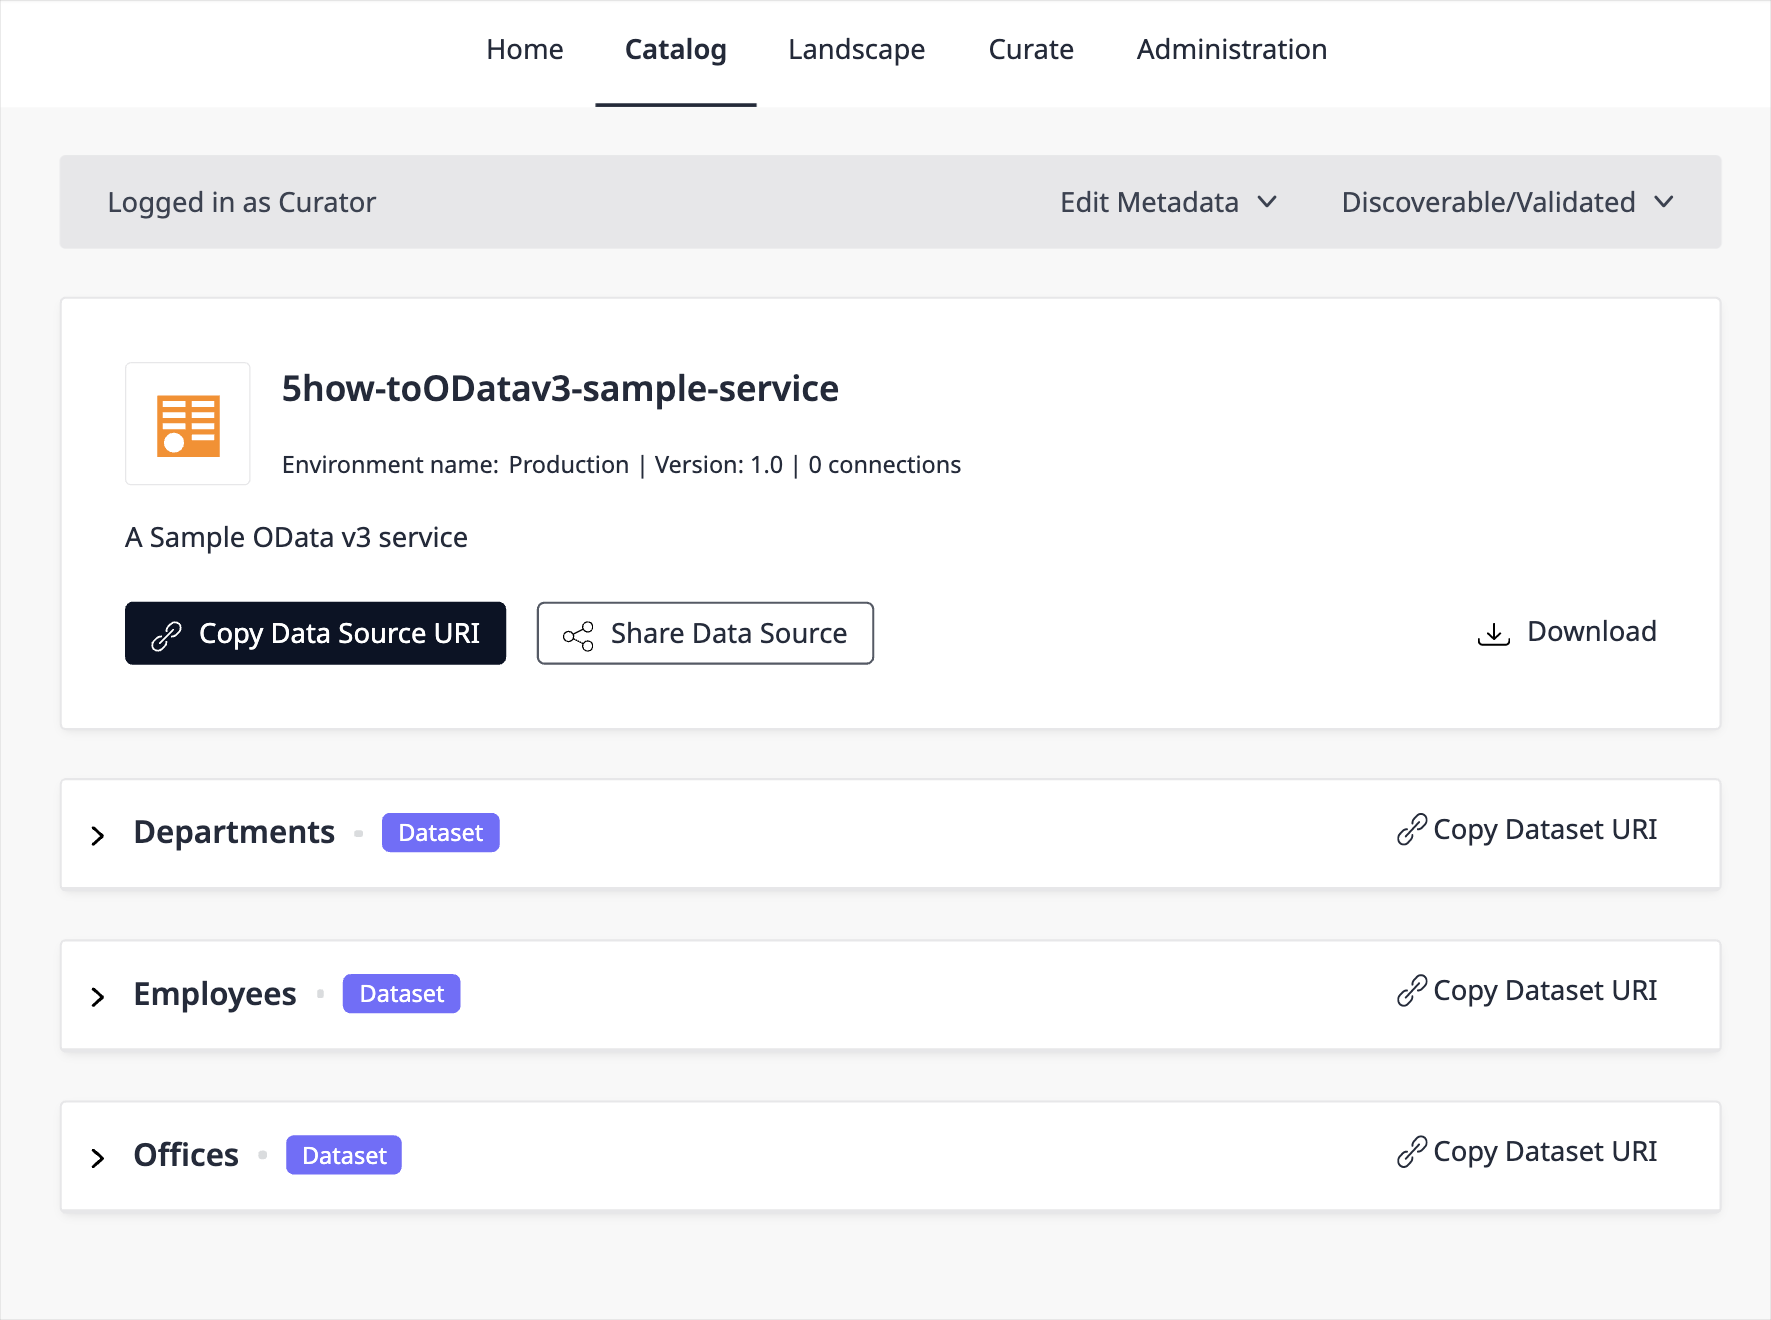 Home Catalog Landscape Curate Administration
Logged in as Curator Edit Metadata Discoverable/Validated
5how-toODatav3-sample-service
Environment name: Production | Version: 1.0 | 0 connections
A Sample OData v3 service
Copy Data Source URI Share Data Source Download
Departments Dataset Copy Dataset URI
Employees Dataset Copy Dataset URI
Offices Dataset Copy Dataset URI